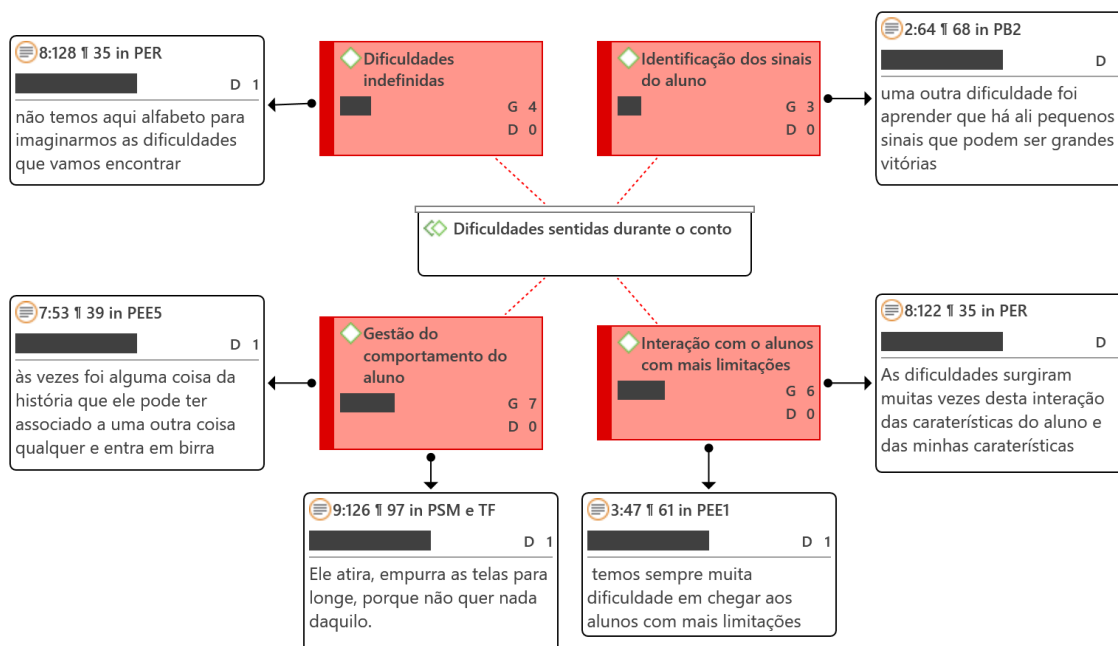 8:128 ¶ 35 in PER
D 1
não temos aqui alfabeto para
imaginarmos as dificuldades
que vamos encontrar
Dificuldades
indefinidas
G 4
D 0
Identificação dos sinais
do aluno
G 3
D 0
2:64 ¶ 68 in PB2
D
uma outra dificuldade foi
aprender que há ali pequenos
sinais que podem ser grandes
vitórias
Dificuldades sentidas durante o conto
7:53 ¶ 39 in PEE5
D 1
às vezes foi alguma coisa da
história que ele pode ter
associado a uma outra coisa
qualquer e entra em birra
Gestão do
comportamento do
aluno
G 7
D 0
Interação com o alunos
com mais limitações
G 6
D 0
8:122 ¶ 35 in PER
D
As dificuldades surgiram
muitas vezes desta interação
das caraterísticas do aluno e
das minhas caraterísticas
9:126 ¶ 97 in PSM e TF
D 1
Ele atira, empurra as telas para
longe, porque não quer nada
daquilo.
3:47 ¶ 61 in PEE1
D 1
temos sempre muita
dificuldade em chegar aos
alunos com mais limitações